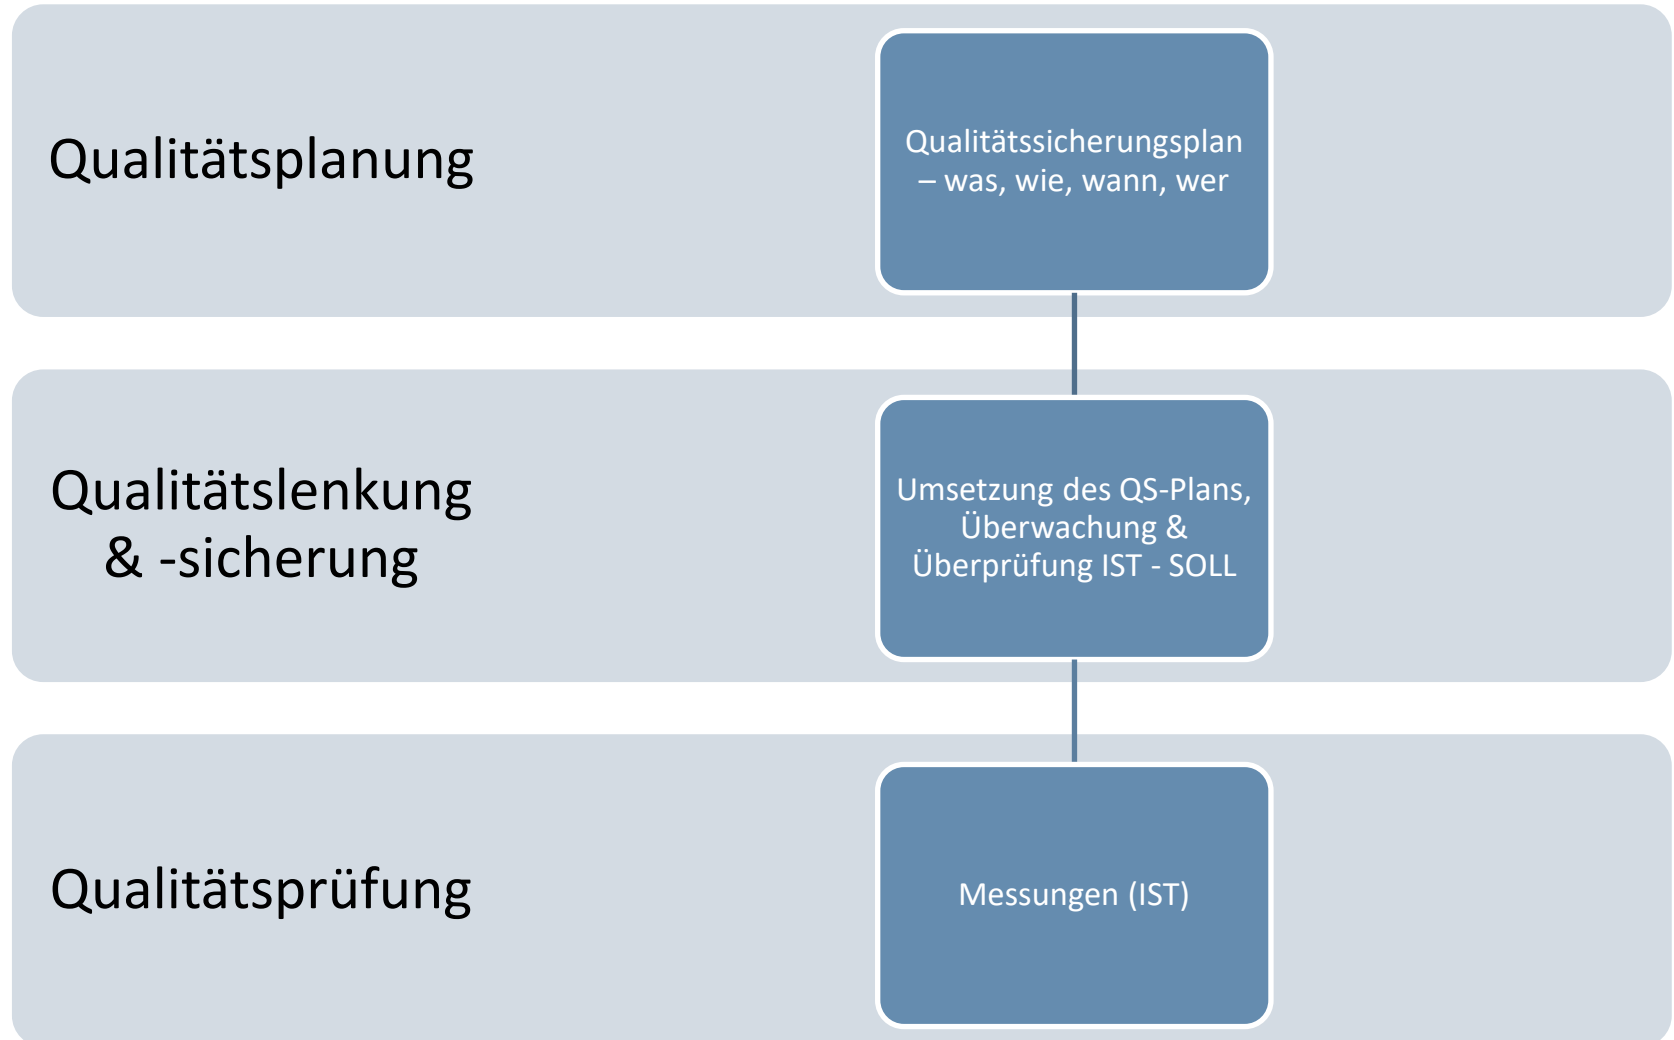 Qualitätsplanung
Qualitätssicherungsplan
– was, wie, wann, wer
Qualitätslenkung
& -sicherung
Umsetzung des QS-Plans,
Überwachung &
Überprüfung IST - SOLL
Qualitätsprüfung
Messungen (IST)